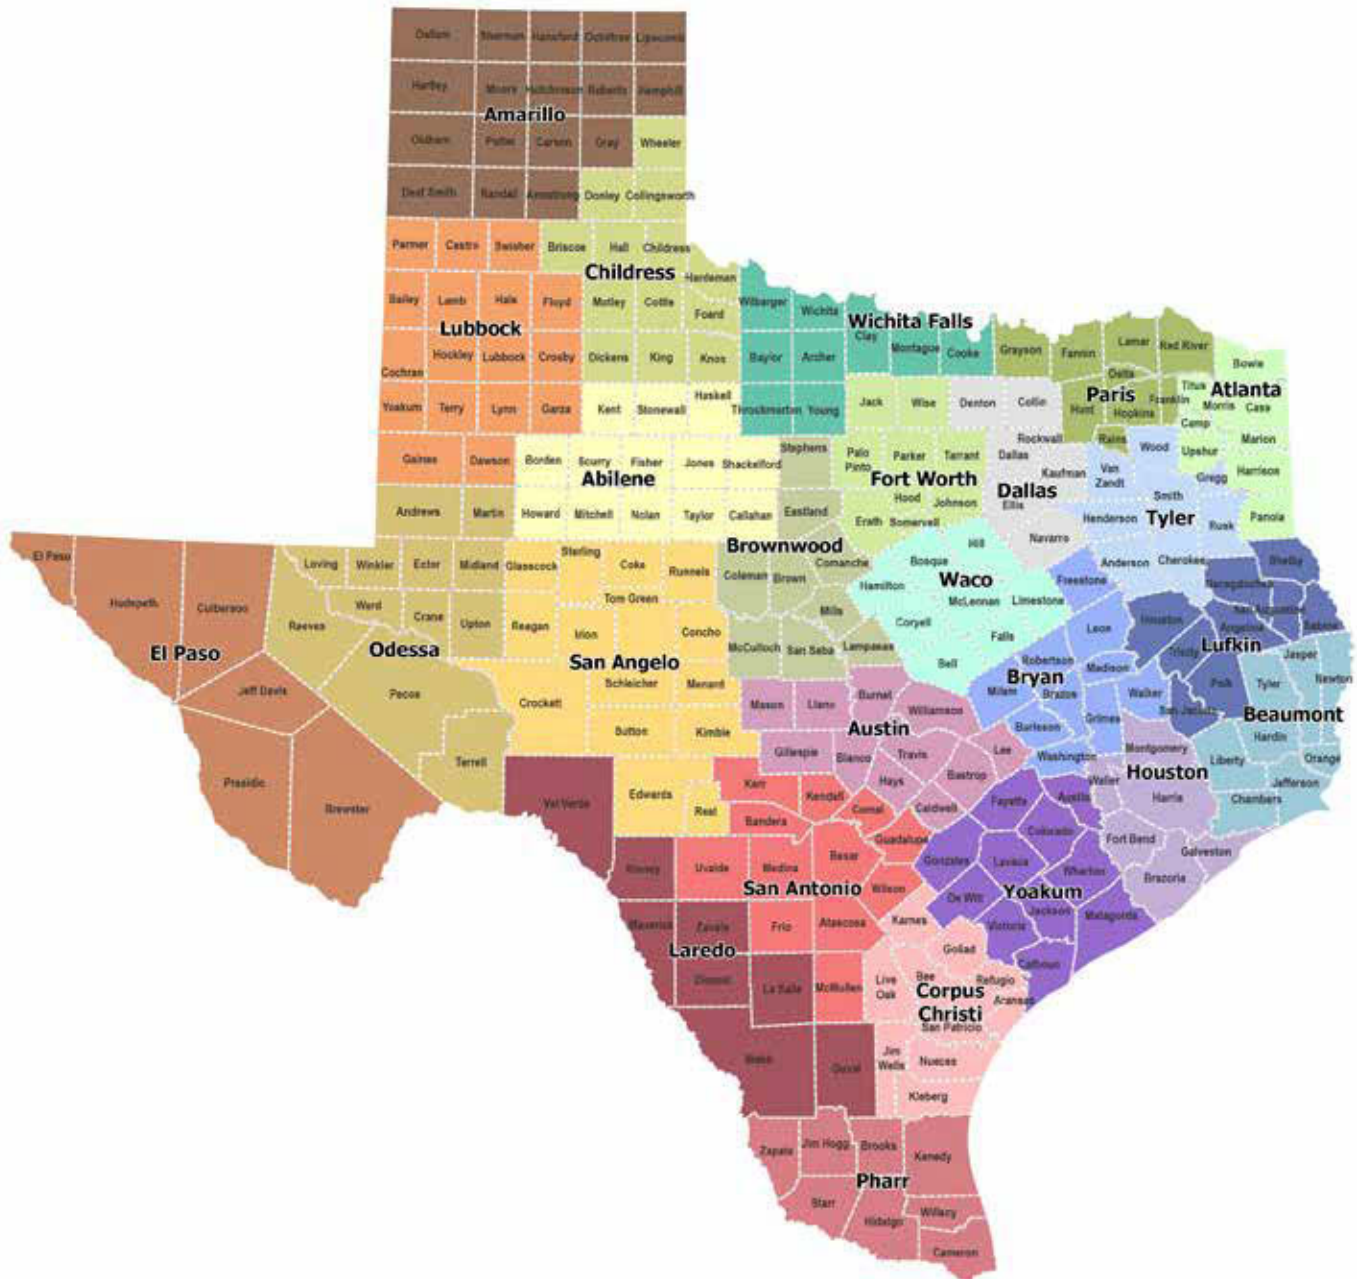 Dallam Sherman Hansford Ochiltree Lipscomb
Hartley Moore Hutchinson Roberts Hemphill
Amarillo
Oldham Potter Carson Gray Wheeler
Deaf Smith Randall Armstrong Donley Collingsworth
Parmer Castro Swisher Briscoe Hall Childress
Childress Hardeman
Bailey Lamb Hale Floyd Motley Cottle Foard Wilbarger Wichita
Lubbock Wichita Falls
Clay Montague Cooke Grayson Fannin Lamar Red River
Cochran Hockley Lubbock Crosby Dickens King Knox Baylor Archer
Delta Bowie
Paris Titus Atlanta
Hunt Hopkins Franklin Morris Cass
Yoakum Terry Lynn Garza Kent Stonewall Haskell Throckmorton Young Jack Wise Denton Collin
Camp
Rockwall Rains Wood Upshur Marion
Gaines Dawson Borden Scurry Fisher Jones Shackelford Stephens Palo Pinto Parker Tarrant Dallas
Kaufman Van Zandt Gregg Harrison
Abilene Fort Worth Dallas
Hood Johnson Ellis Smith
Andrews Martin Howard Mitchell Nolan Taylor Callahan Eastland Erath Somervell
Henderson Tyler Rusk Panola
Navarro
El Paso Loving Winkler Ector Midland Glasscock Sterling Coke Runnels
Brownwood Comanche Bosque Hill
Anderson Cherokee Shelby
Coleman Brown Hamilton Waco Freestone Nacogdoches
Hudspeth Culberson Ward Tom Green McLennan Limestone
Mills San Augustine
Reeves Crane Upton Reagan Irion Concho Coryell Falls Leon Houston Angelina Sabine
El Paso Odessa San Angelo McCulloch San Saba Lampasas Bell Robertson Trinity Lufkin
Madison Jasper
Bryan
Jeff Davis Pecos Crockett Schleicher Menard Milam Brazos Walker Polk Tyler Newton
Mason Llano Burnet Williamson San Jacinto
Grimes Beaumont
Sutton Kimble Austin Burleson
Gillespie Blanco Travis Lee Washington Montgomery Hardin
Terrell Houston Liberty Orange
Presidio Brewster Val Verde Edwards Real Kerr Kendall Hays Bastrop Waller Harris Jefferson
Comal Caldwell Fayette Austin Chambers
Bandera Colorado
Guadalupe Fort Bend Galveston
Kinney Uvalde Medina Bexar Gonzales Lavaca Wharton Brazoria
San Antonio Wilson Yoakum
De Witt Jackson Matagorda
Maverick Zavala Frio Atascosa Karnes Victoria
Laredo Goliad Calhoun
Dimmit La Salle McMullen Live Oak Bee Refugio
Corpus Christi Aransas
San Patricio
Webb Duval Jim Wells Nueces
Kleberg
Zapata Jim Hogg Brooks Kenedy
Pharr
Starr Hidalgo Willacy
Cameron